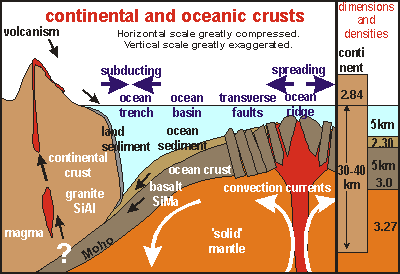 continental and oceanic crusts
dimensions
and
densities
Horizontal scale greatly compressed.
Vertical scale greatly exaggerated.
volcanism
conti
nent
subducting
spreading
2.84
ocean
trench
ocean
basin
transverse
faults
ocean
ridge
land
sediment
ocean sediment
5km
2.30
continental
crust
ocean crust
30-40
km
5km
3.0
granite
SiAl
basalt
SiMa
convection currents
magma
?
Moho
'solid'
mantle
3.27